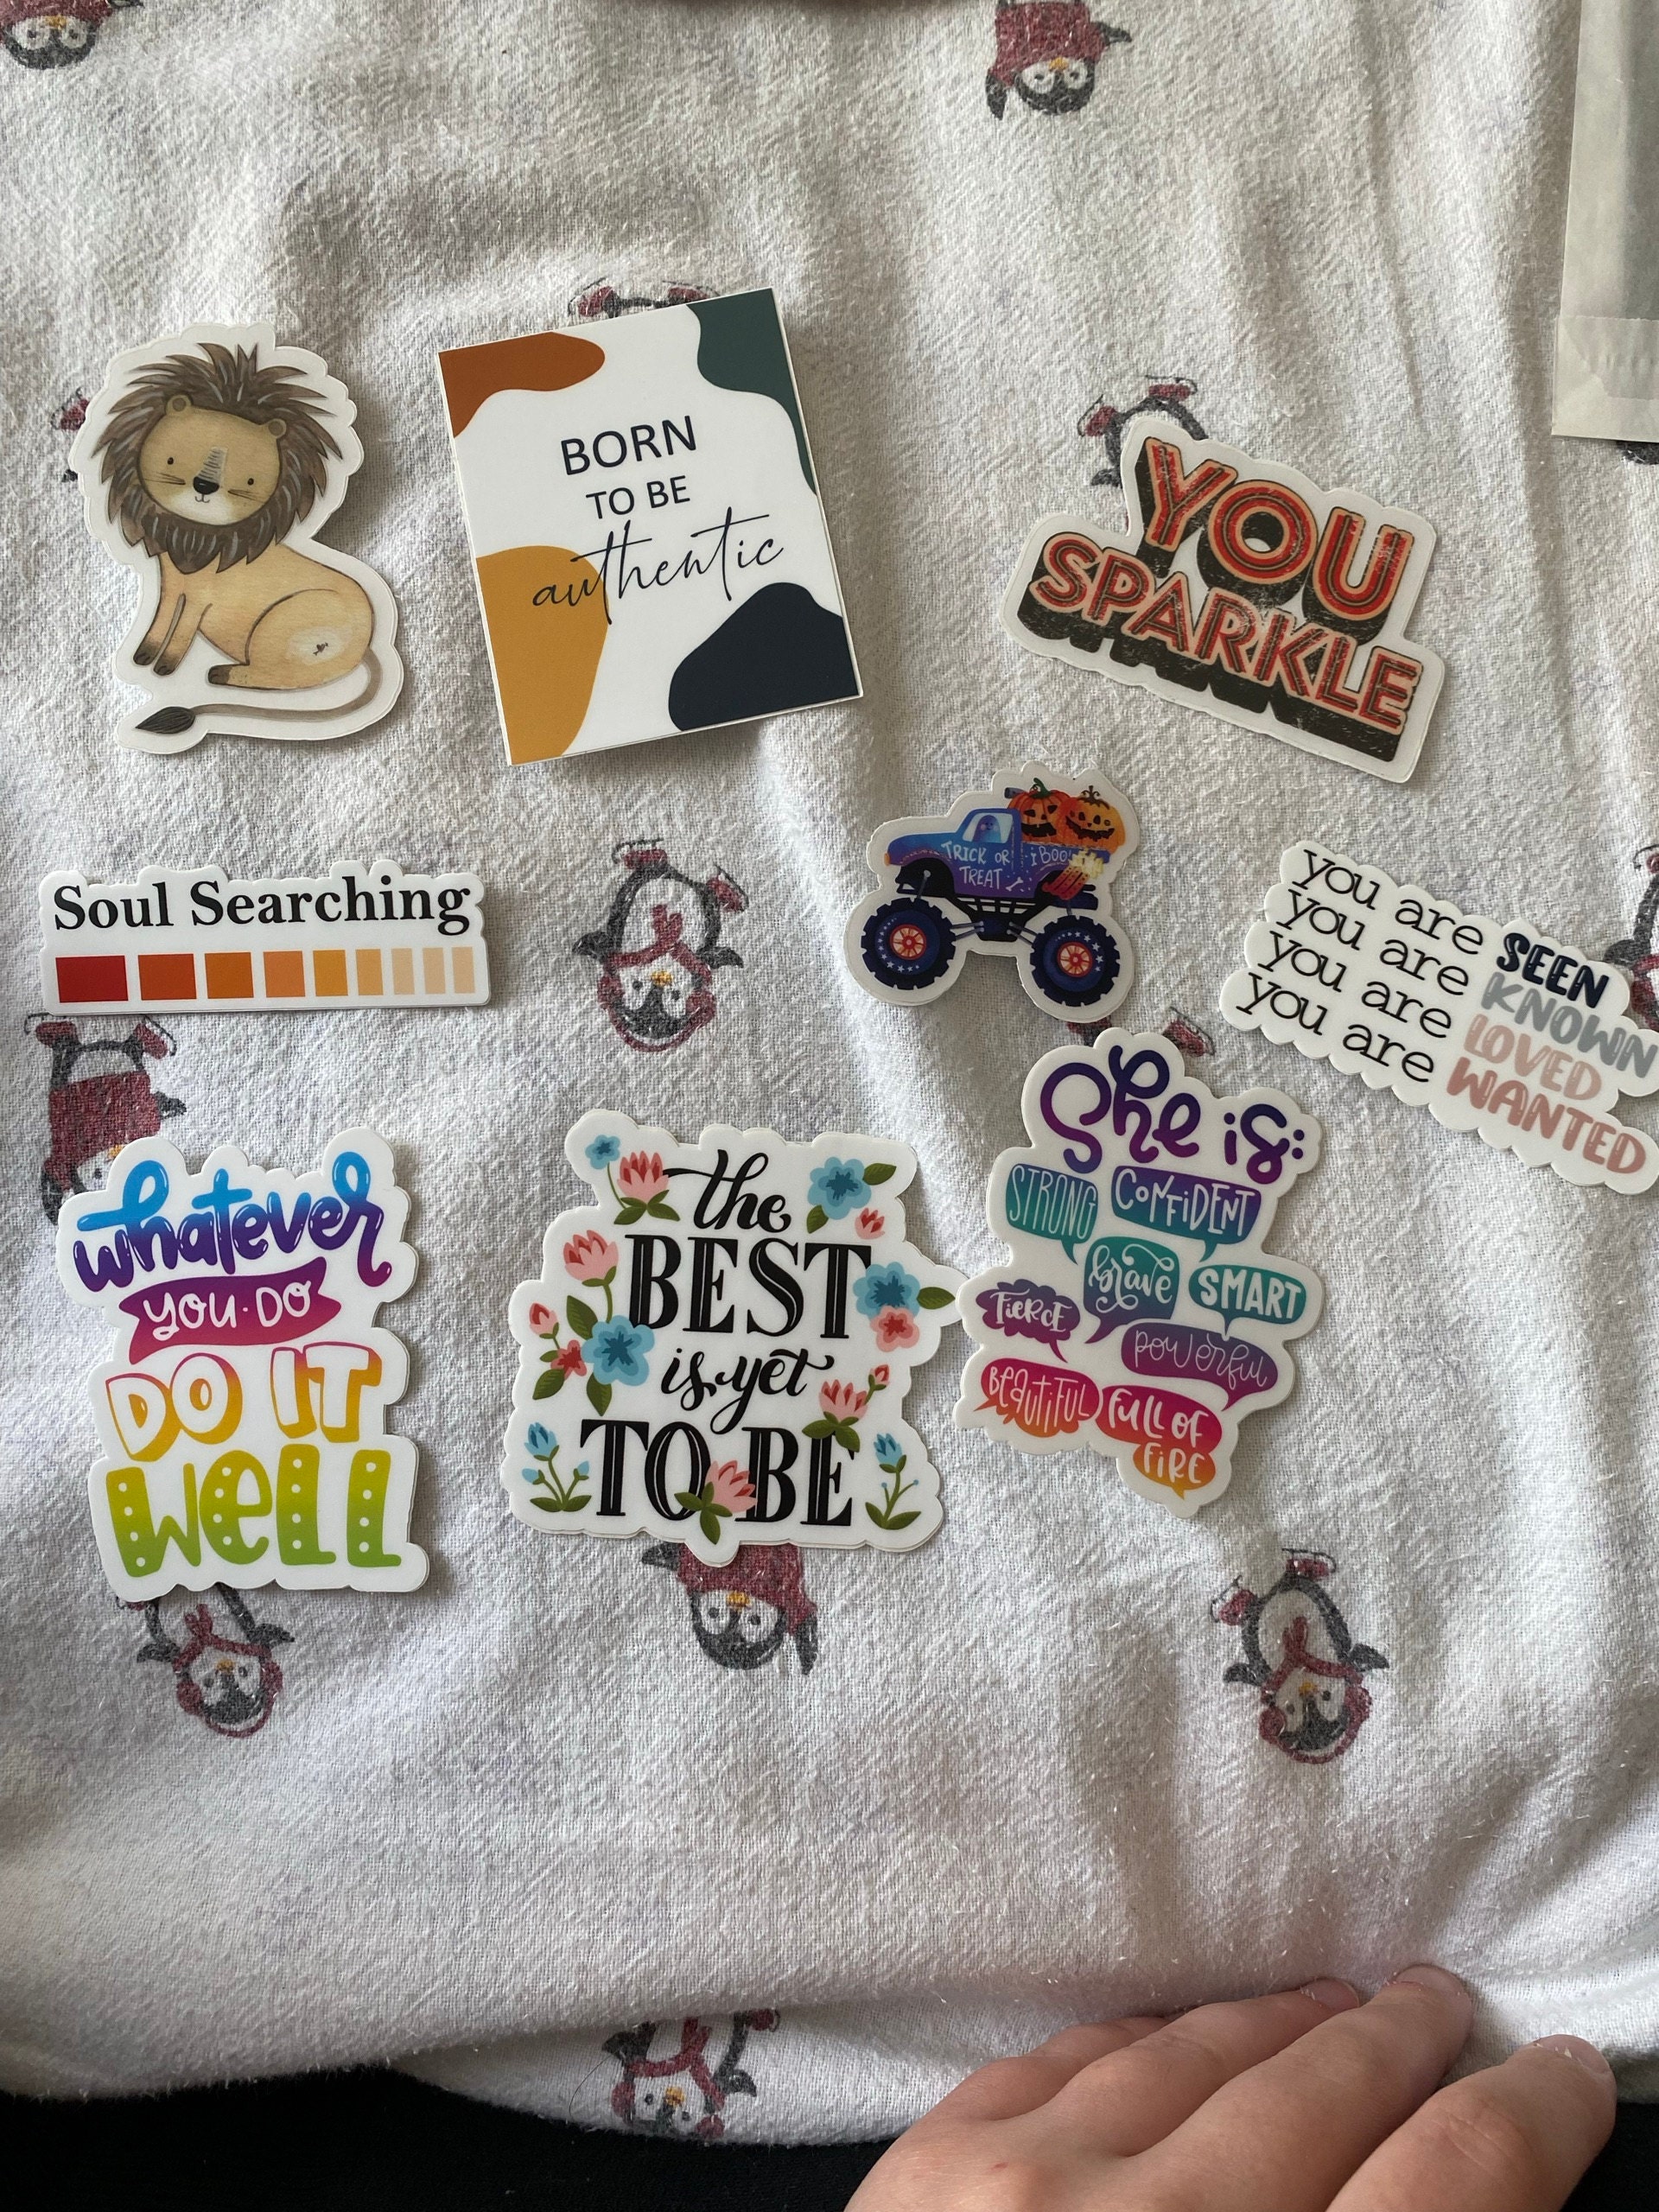 BORN
TO BE
authentic
YOU
SPARKLE
Soul Searching
TRICK OR
TREAT
you are SEEN
you are KNOWN
you are LOVED
you are WANTED
whatever
you·DO
DO IT
Well
the
BEST
is yet
TO BE
She is:
STRONG CONFIDENT
brave SMART
FIERCE
powerful
BEAUTIFUL FULL OF
FIRE